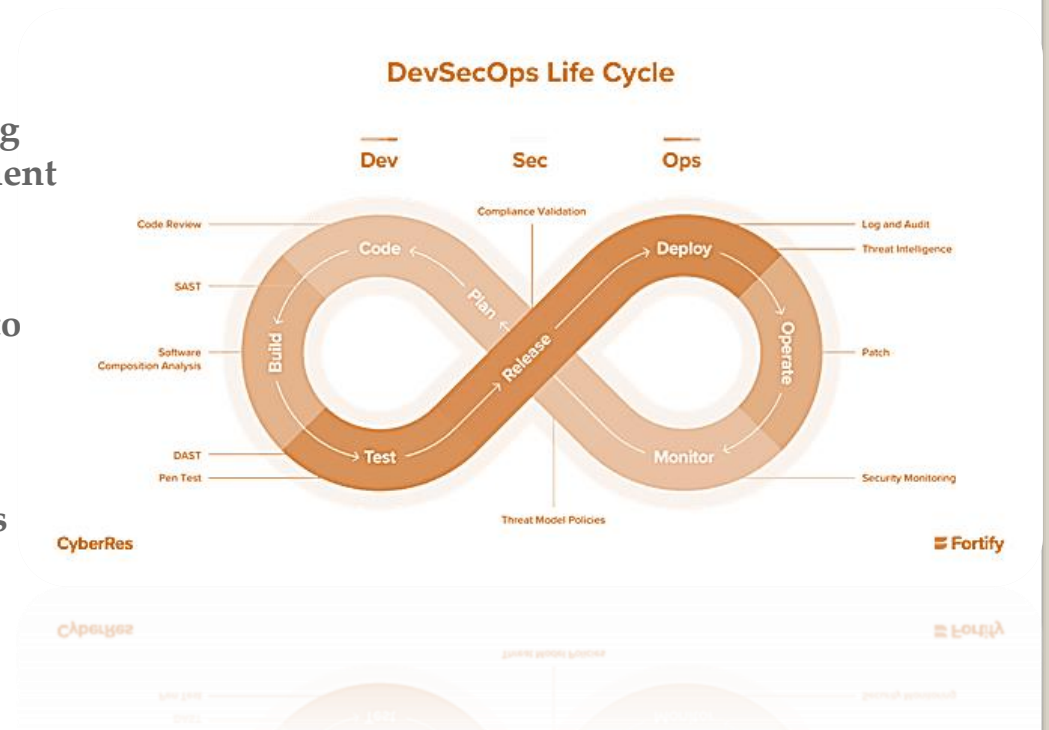 DevSecOps Life Cycle
Dev
Sec
Ops
Compliance Validation
Code Review
SAST
Software
Composition Analysis
DAST
Pen Test
Code
Plan
Build
Test
Release
Deploy
Operate
Monitor
Log and Audit
Threat Intelligence
Patch
Security Monitoring
Threat Model Policies
CyberRes
Fortify